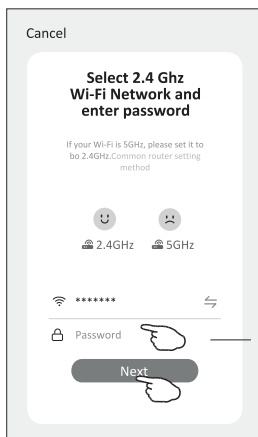 Cancel
Select 2.4 Ghz
Wi-Fi Network and
enter password
If your Wi-Fi is 5GHz, please set it to
bo 2.4GHz.Common router setting
method
2.4GHz 5GHz
*******
Password
Next